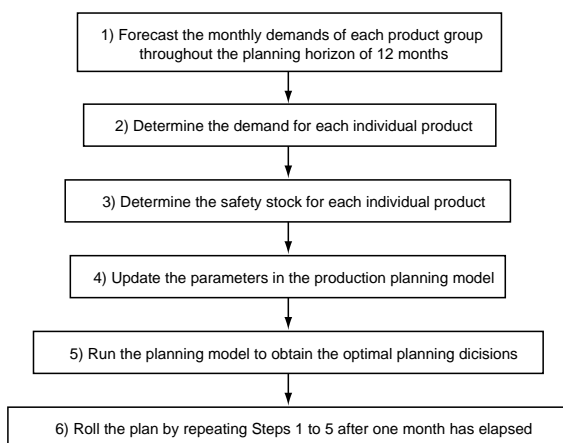 1) Forecast the monthly demands of each product group
throughout the planning horizon of 12 months
2) Determine the demand for each individual product
3) Determine the safety stock for each individual product
4) Update the parameters in the production planning model
5) Run the planning model to obtain the optimal planning dicisions
6) Roll the plan by repeating Steps 1 to 5 after one month has elapsed